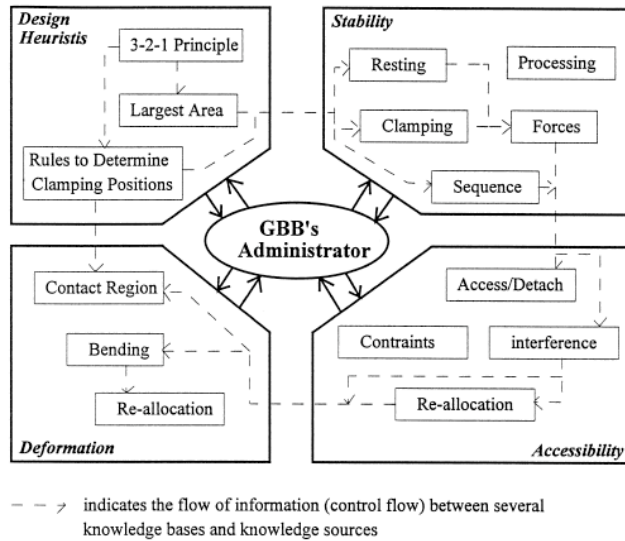 Design
Heuristis
3-2-1 Principle
Largest Area
Rules to Determine
Clamping Positions
Stability
Resting
Processing
Clamping
Forces
Sequence
GBB's
Administrator
Contact Region
Bending
Re-allocation
Deformation
Access/Detach
Contraints
interference
Re-allocation
Accessibility
indicates the flow of information (control flow) between several
knowledge bases and knowledge sources